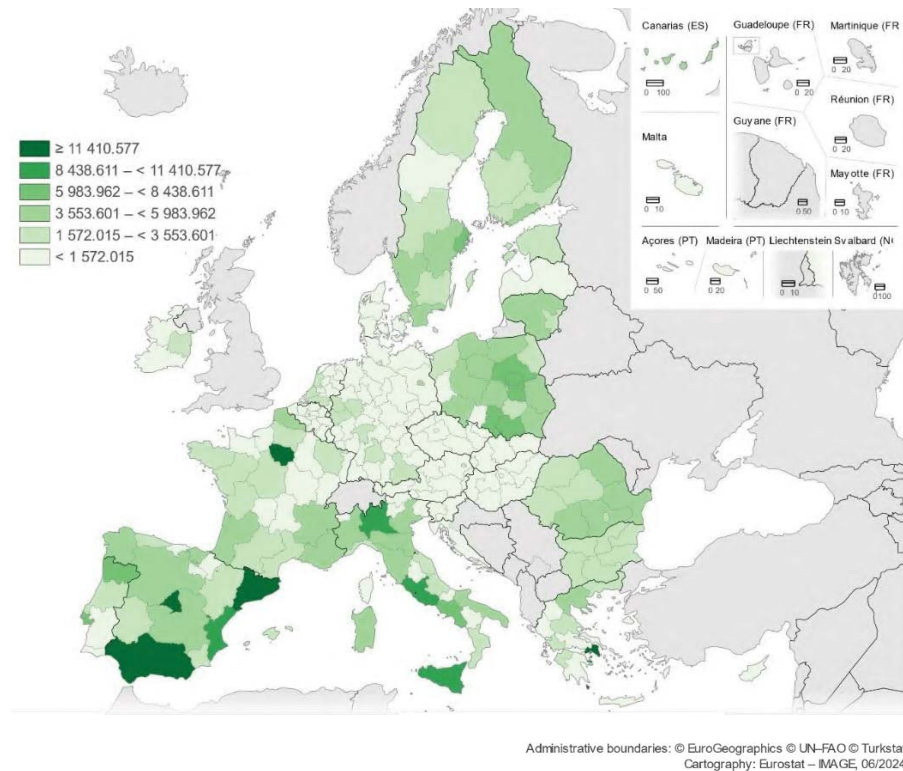 Canarias (ES)
0 100
Guadeloupe (FR)
0 20
Martinique (FR
0 20
Réunion (FR)
0 20
Malta
0 10
Guyane (FR)
0 50
Mayotte (FR)
0 10
Açores (PT)
0 50
Madeira (PT)
0 20
Liechtenstein
0 10
Svalbard (N
0100
≥ 11 410.577
8 438.611 – < 11 410.577
5 983.962 – < 8 438.611
3 553.601 – < 5 983.962
1 572.015 – < 3 553.601
< 1 572.015
Administrative boundaries: © EuroGeographics © UN–FAO © Turksta
Cartography: Eurostat – IMAGE, 06/2024